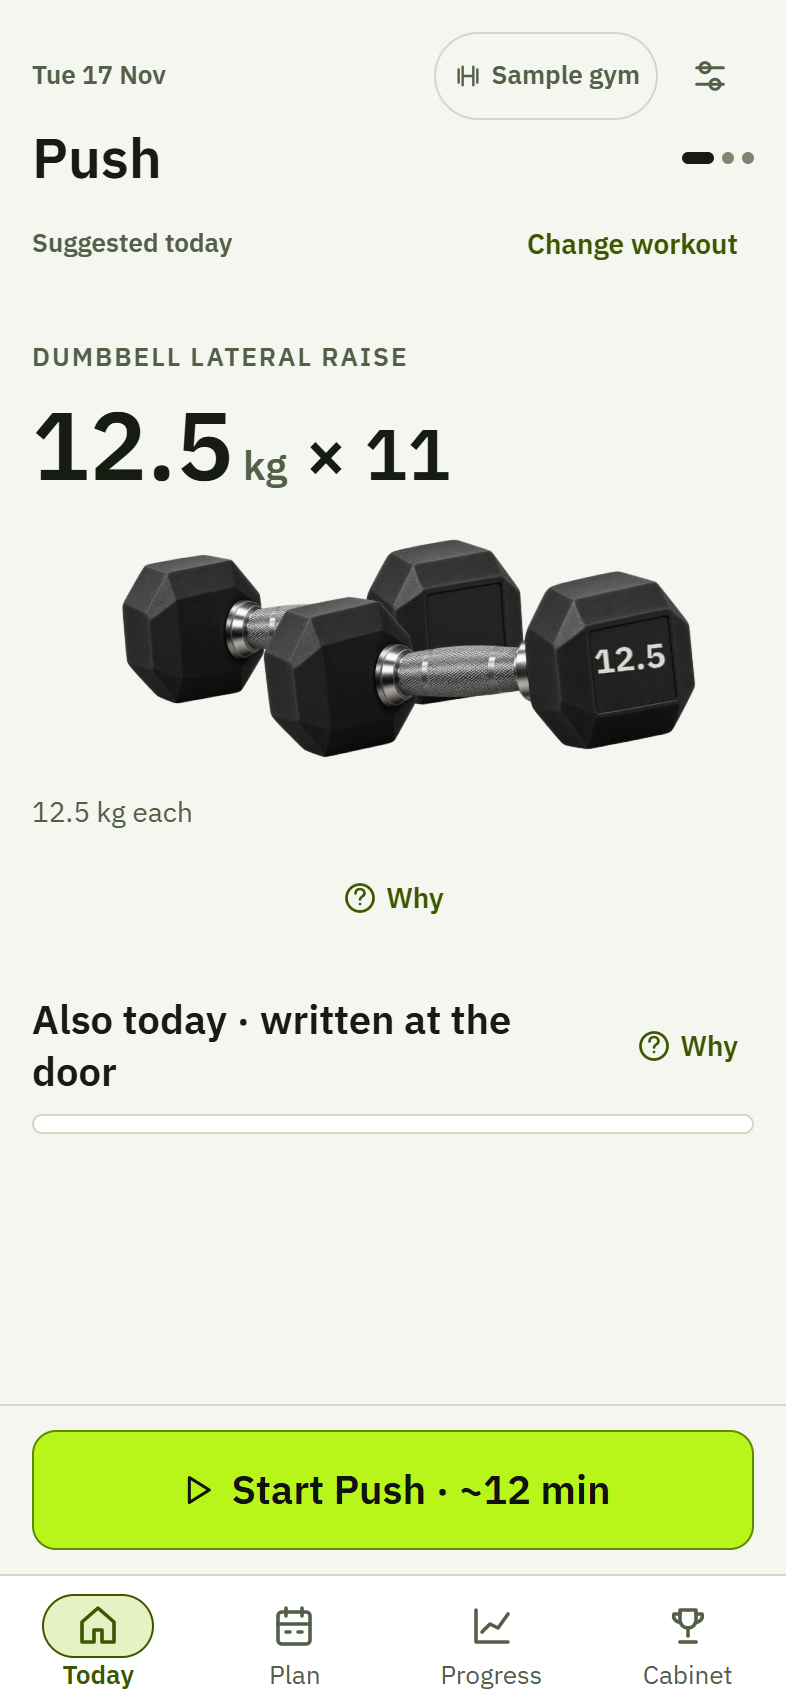 Tue 17 Nov
Sample gym
Push
Suggested today
Change workout
DUMBBELL LATERAL RAISE
12.5 kg × 11
12.5
12.5 kg each
Why
Also today · written at the
door
Why
Start Push · ~12 min
Today
Plan
Progress
Cabinet